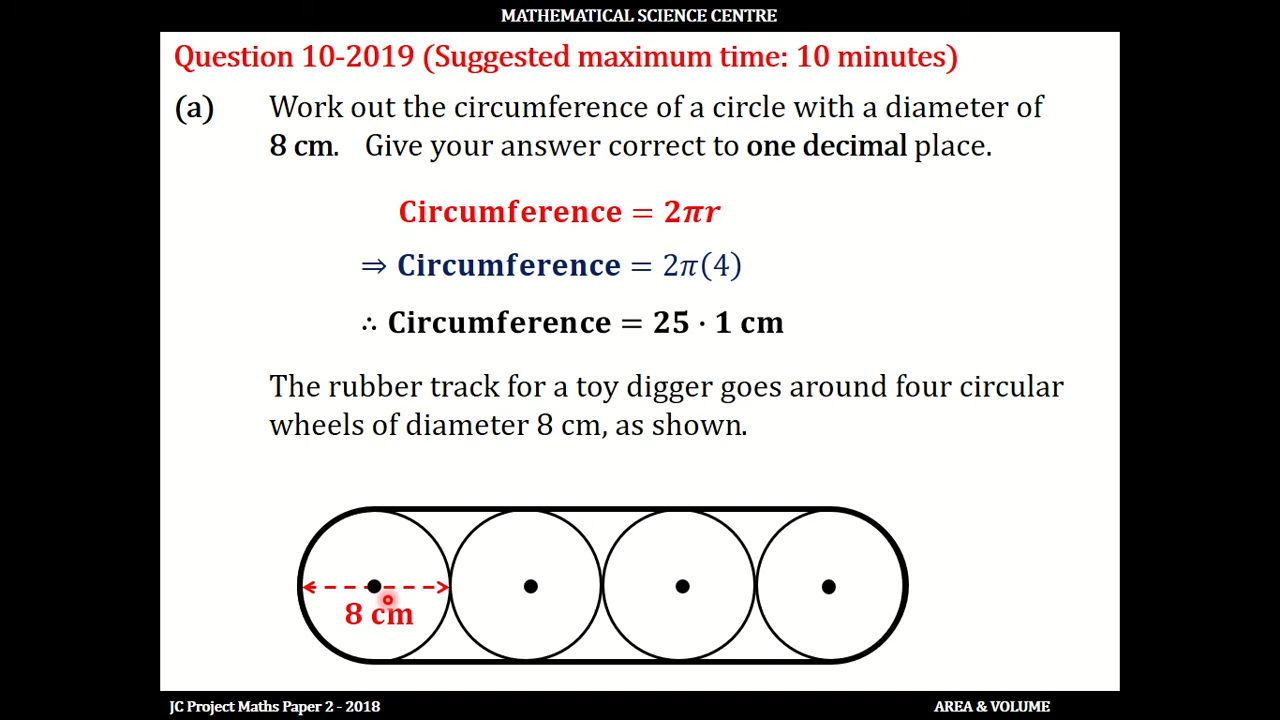 MATHEMATICAL SCIENCE CENTRE
Question 10-2019 (Suggested maximum time: 10 minutes)
(a) Work out the circumference of a circle with a diameter of
8 cm. Give your answer correct to one decimal place.
Circumference = 2πr
⇒ Circumference = 2π(4)
∴ Circumference = 25 · 1 cm
The rubber track for a toy digger goes around four circular
wheels of diameter 8 cm, as shown.
8 cm
JC Project Maths Paper 2 - 2018 AREA & VOLUME